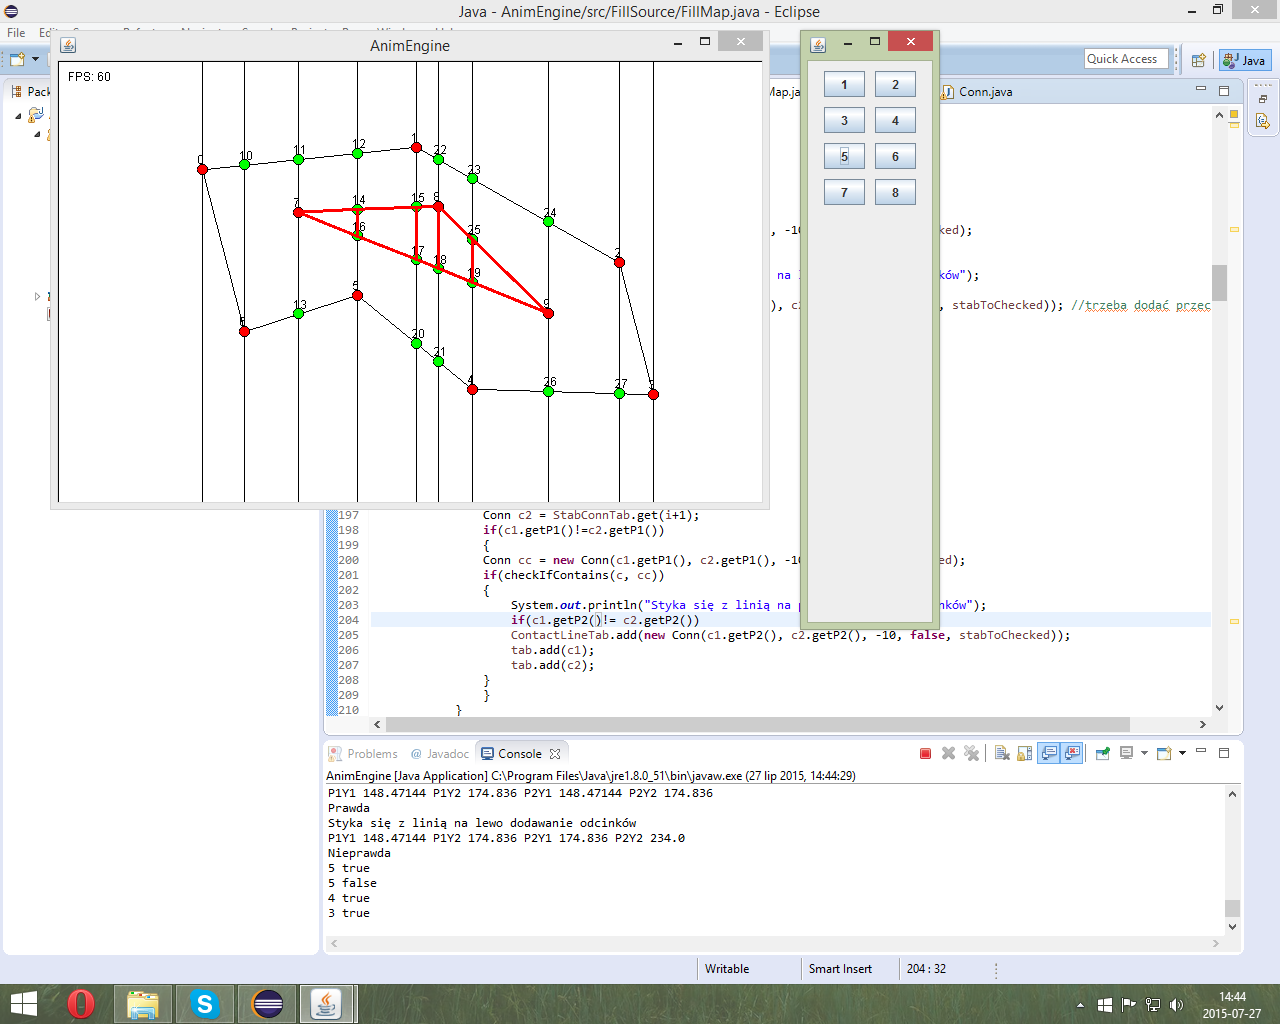 Java - AnimEngine/src/FillSource/FillMap.java - Eclipse
File
AnimEngine
Quick Access
Java
FPS: 60
Pack
Map.ja
Conn.java
1 2
3 4
5 6
7 8
0 10 11 12 1 22 23 24 2
7 14 15 8 25
16 17 18 19 9
6 13 5 20 21 4 26 27
, -10
cked);
na l
nków");
), c2
, stabToChecked)); //trzeba dodać przec
197 Conn c2 = StabConnTab.get(i+1);
198 if(c1.getP1()!=c2.getP1())
199 {
200 Conn cc = new Conn(c1.getP1(), c2.getP1(), -10 ked);
201 if(checkIfContains(c, cc))
202 {
203 System.out.println("Styka się z linią na p nków");
204 if(c1.getP2()!= c2.getP2())
205 ContactLineTab.add(new Conn(c1.getP2(), c2.getP2(), -10, false, stabToChecked));
206 tab.add(c1);
207 tab.add(c2);
208 }
209 }
210 }
Problems @ Javadoc Console
AnimEngine [Java Application] C:\Program Files\Java\jre1.8.0_51\bin\javaw.exe (27 lip 2015, 14:44:29)
P1Y1 148.47144 P1Y2 174.836 P2Y1 148.47144 P2Y2 174.836
Prawda
Styka się z linią na lewo dodawanie odcinków
P1Y1 148.47144 P1Y2 174.836 P2Y1 174.836 P2Y2 234.0
Nieprawda
5 true
5 false
4 true
3 true
Writable Smart Insert 204 : 32
14:44
2015-07-27